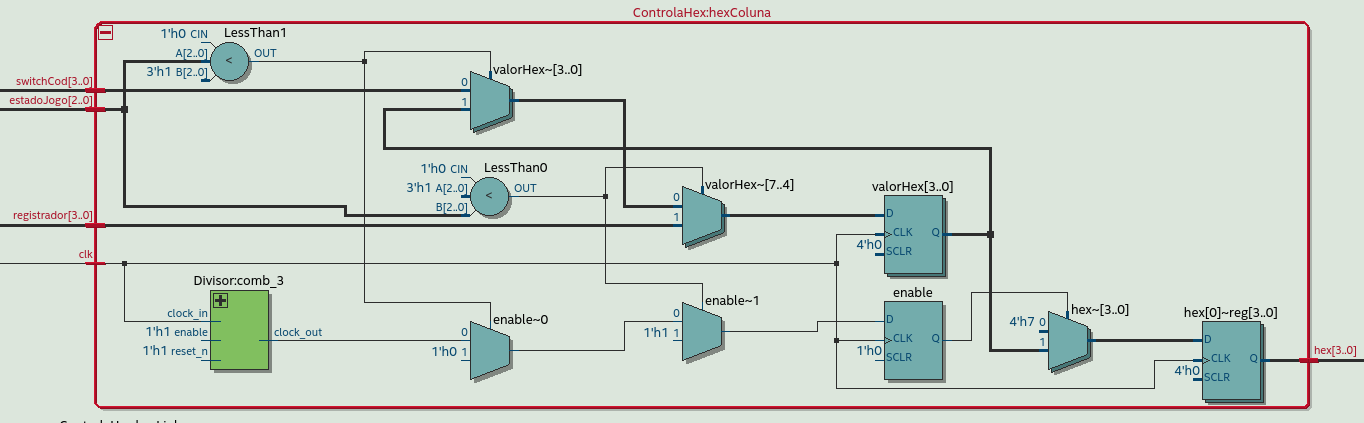 ControlaHex:hexColuna
1'h0 CIN
LessThan1
A[2..0]
OUT
3'h1 B[2..0]
<
valorHex~[3..0]
switchCod[3..0]
0
estadoJogo[2..0]
1
1'h0 CIN
LessThan0
3'h1 A[2..0]
OUT
<
B[2..0]
valorHex~[7..4]
0
1
valorHex[3..0]
D
CLK
Q
4'h0
SCLR
registrador[3..0]
clk
Divisor:comb_3
clock_in
1'h1 enable
clock_out
1'h1 reset_n
enable~0
0
1'h0 1
enable~1
0
1'h1 1
enable
D
CLK
Q
1'h0
SCLR
hex~[3..0]
4'h7 0
1
hex[0]~reg[3..0]
D
CLK
Q
4'h0
SCLR
hex[3..0]